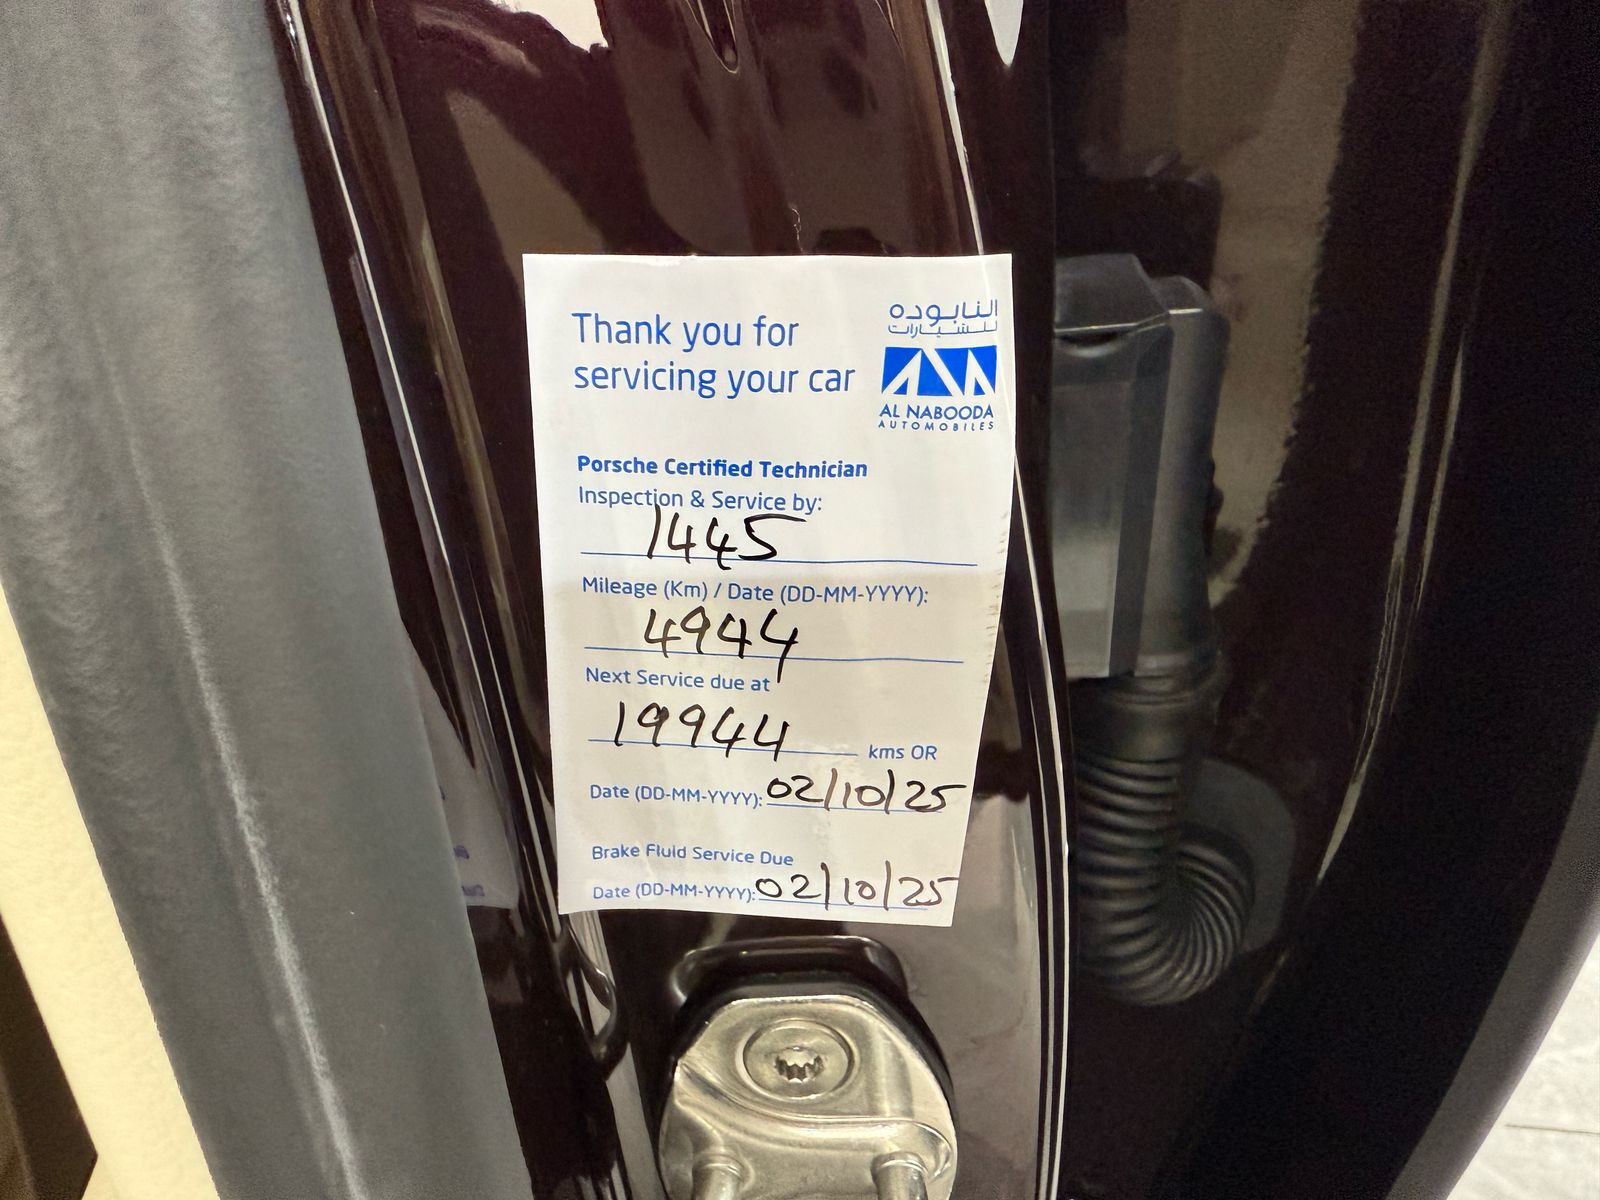 Thank you for
servicing your car
النابوده
للسيارات
AL NABOODA
AUTOMOBILES
Porsche Certified Technician
Inspection & Service by:
1445
Mileage (Km) / Date (DD-MM-YYYY):
4944
Next Service due at
19944 kms OR
Date (DD-MM-YYYY): 02/10/25
Brake Fluid Service Due
Date (DD-MM-YYYY): 02/10/25